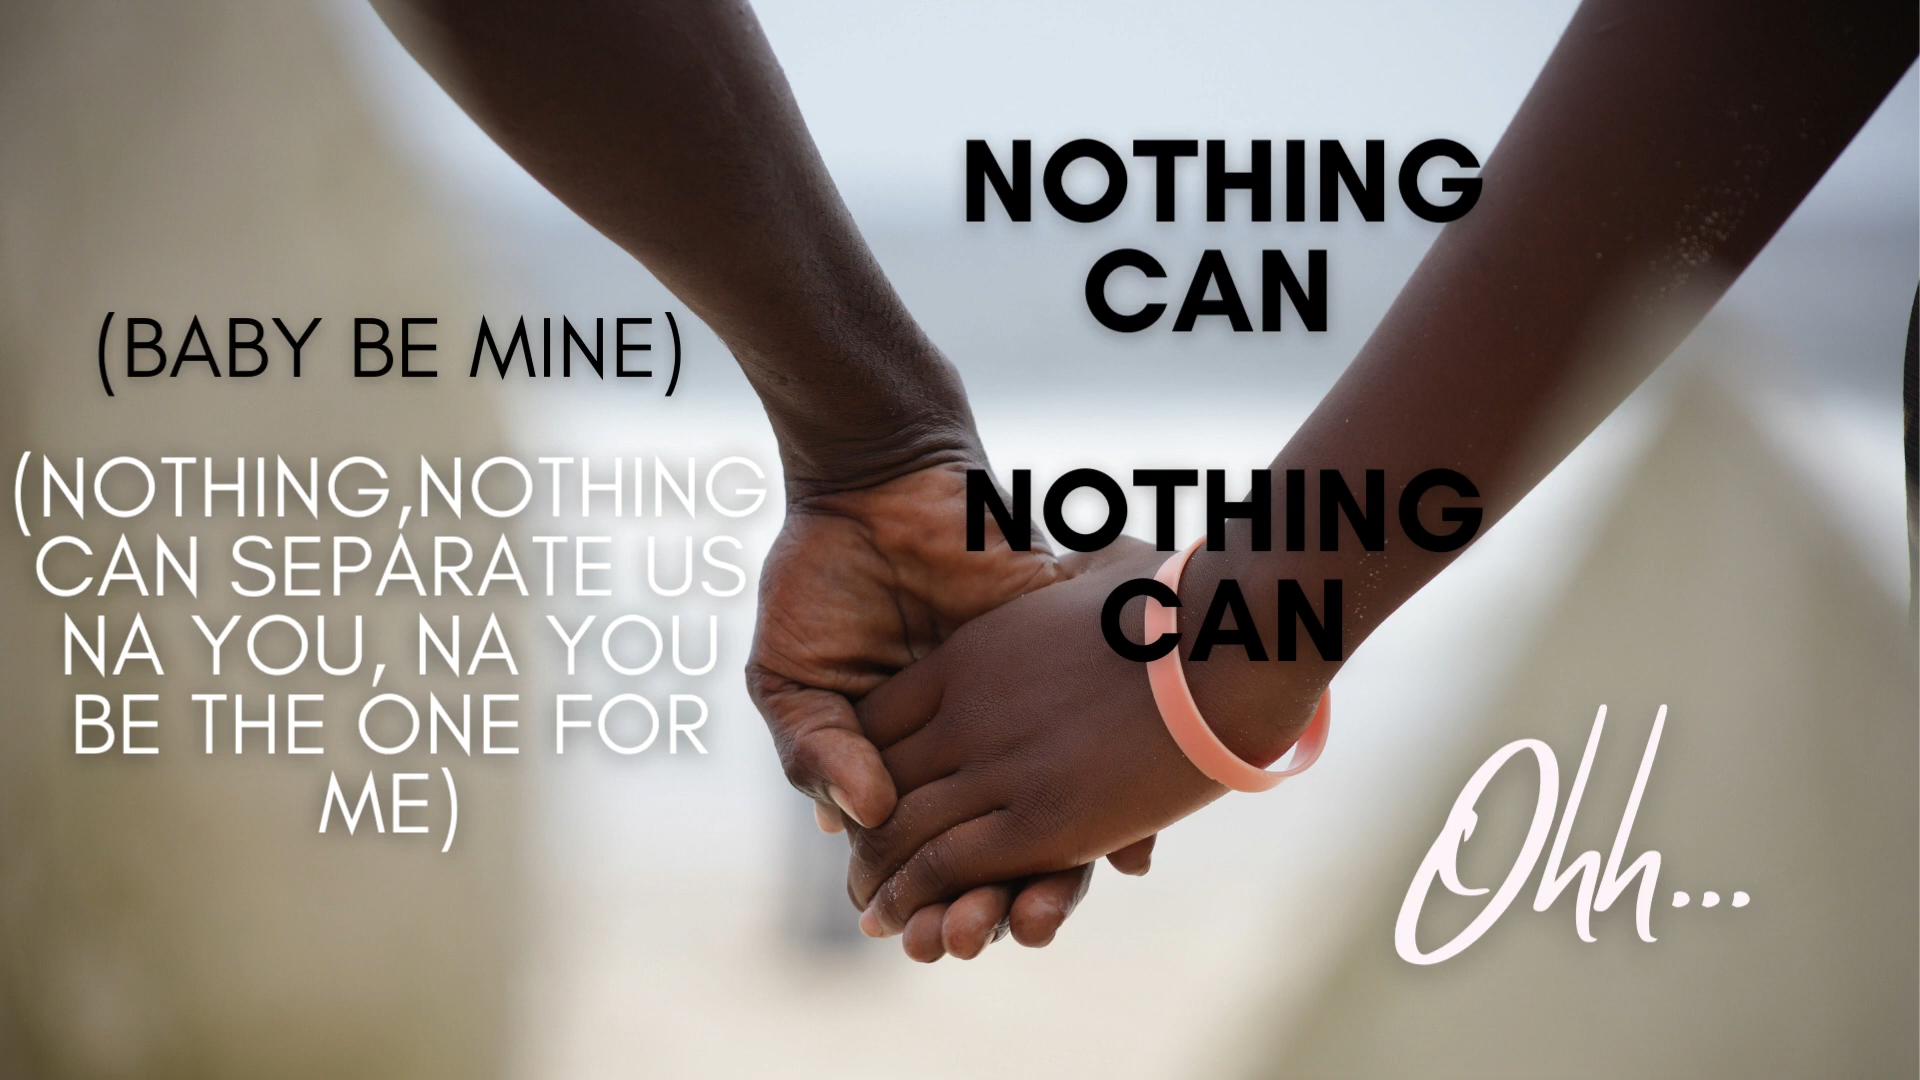 (BABY BE MINE)
(NOTHING,NOTHING
CAN SEPARATE US
NA YOU, NA YOU
BE THE ONE FOR
ME)
NOTHING
CAN
NOTHING
CAN
Ohh...